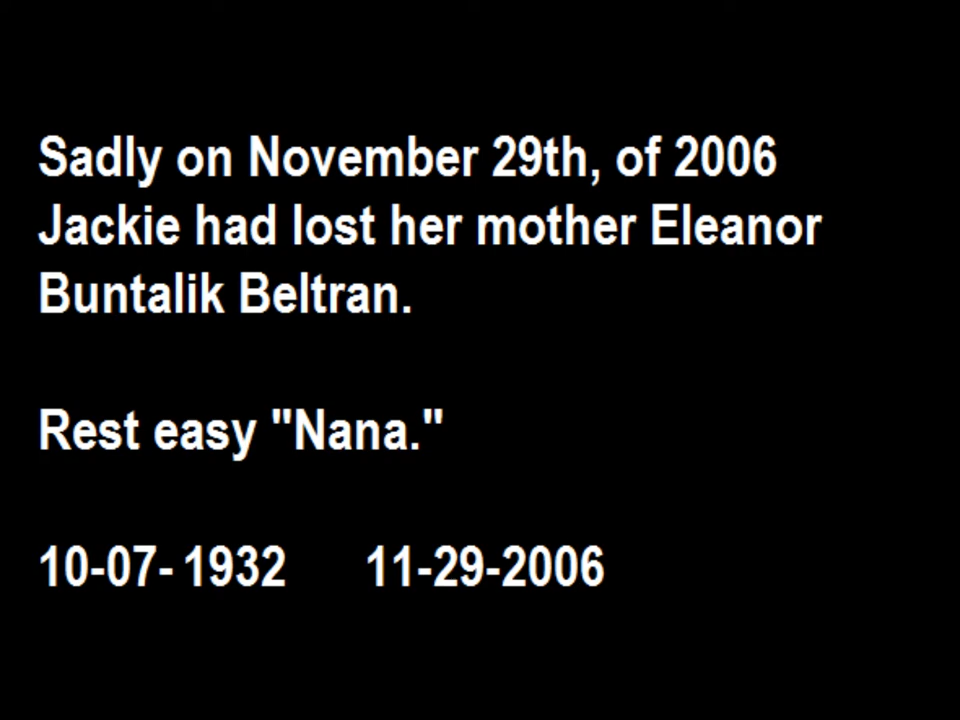 Sadly on November 29th, of 2006
Jackie had lost her mother Eleanor
Buntalik Beltran.
Rest easy "Nana."
10-07- 1932 11-29-2006